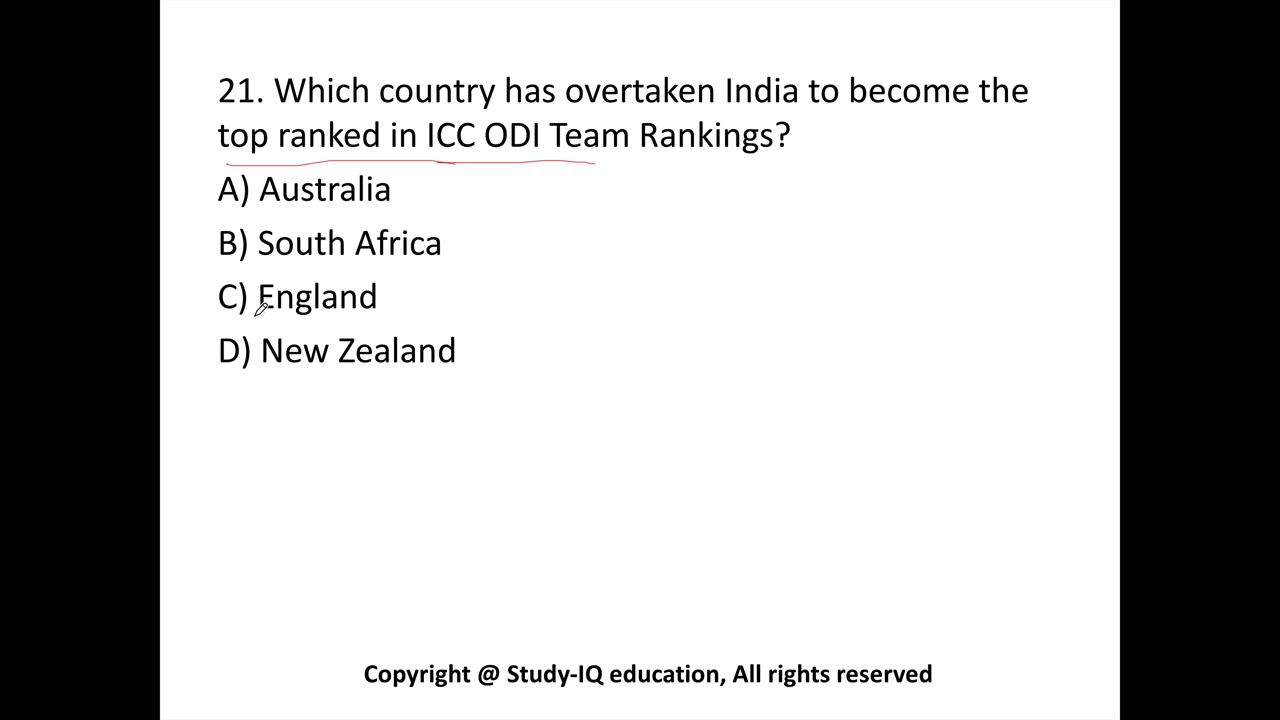 21. Which country has overtaken India to become the
top ranked in ICC ODI Team Rankings?
A) Australia
B) South Africa
C) England
D) New Zealand
Copyright @ Study-IQ education, All rights reserved